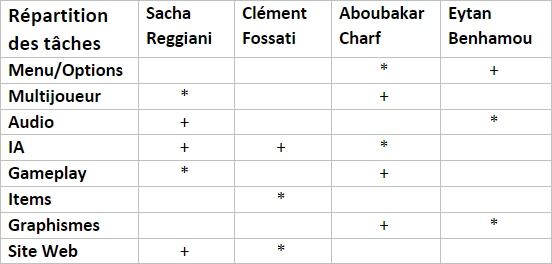 Répartition des tâches | Sacha Reggiani | Clément Fossati | Aboubakar Charf | Eytan Benhamou
Menu/Options | | | * | +
Multijoueur | * | | + |
Audio | + | | | *
IA | + | + | * |
Gameplay | * | | + |
Items | | * | |
Graphismes | | | + | *
Site Web | + | * | |